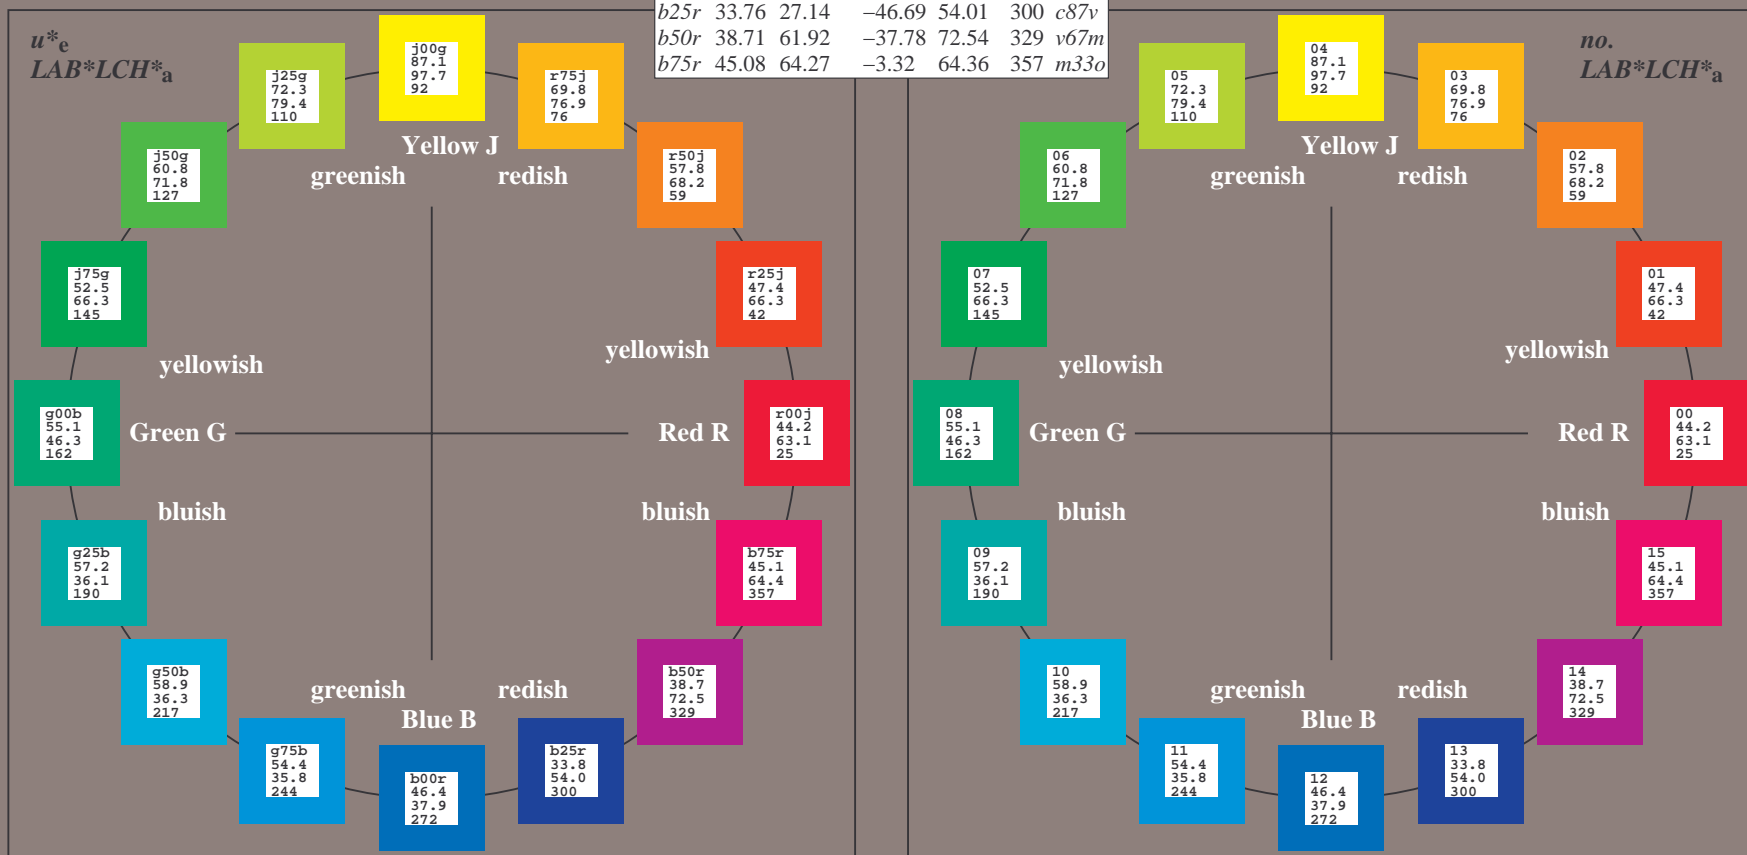 b25r 33.76 27.14 −46.69 54.01 300 c87v
b50r 38.71 61.92 −37.78 72.54 329 v67m
b75r 45.08 64.27 −3.32 64.36 357 m33o
u*e
LAB*LCH*a
j00g
87.1
97.7
92
j25g
72.3
79.4
110
r75j
69.8
76.9
76
Yellow J
greenish redish
j50g
60.8
71.8
127
r50j
57.8
68.2
59
j75g
52.5
66.3
145
r25j
47.4
66.3
42
yellowish
yellowish
g00b
55.1
46.3
162
Green G
Red R
r00j
44.2
63.1
25
bluish
bluish
g25b
57.2
36.1
190
b75r
45.1
64.4
357
g50b
58.9
36.3
217
b50r
38.7
72.5
329
greenish redish
Blue B
g75b
54.4
35.8
244
b00r
46.4
37.9
272
b25r
33.8
54.0
300
no.
LAB*LCH*a
04
87.1
97.7
92
05
72.3
79.4
110
03
69.8
76.9
76
Yellow J
greenish redish
06
60.8
71.8
127
02
57.8
68.2
59
07
52.5
66.3
145
01
47.4
66.3
42
yellowish
yellowish
08
55.1
46.3
162
Green G
Red R
00
44.2
63.1
25
bluish
bluish
09
57.2
36.1
190
15
45.1
64.4
357
10
58.9
36.3
217
14
38.7
72.5
329
greenish redish
Blue B
11
54.4
35.8
244
12
46.4
37.9
272
13
33.8
54.0
300